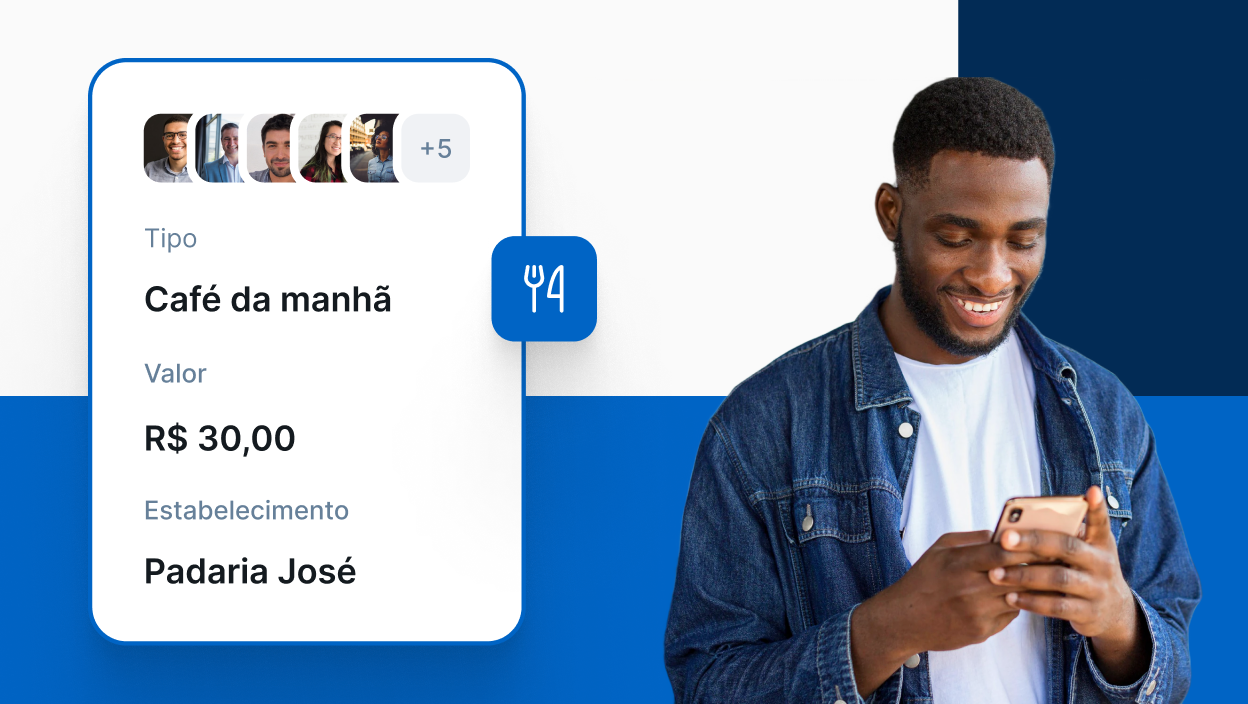 +5
Tipo
Café da manhã
Valor
R$ 30,00
Estabelecimento
Padaria José